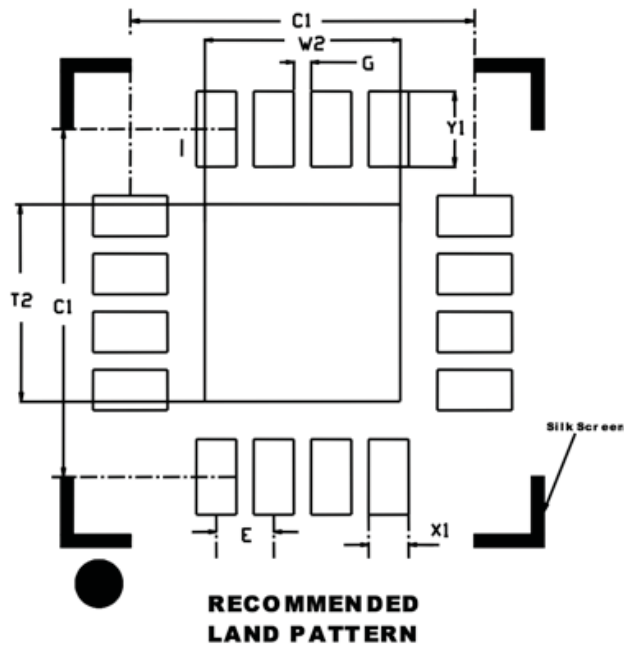 C1
W2
G
Y1
T2
C1
Silk Screen
E
X1
RECOMMENDED
LAND PATTERN